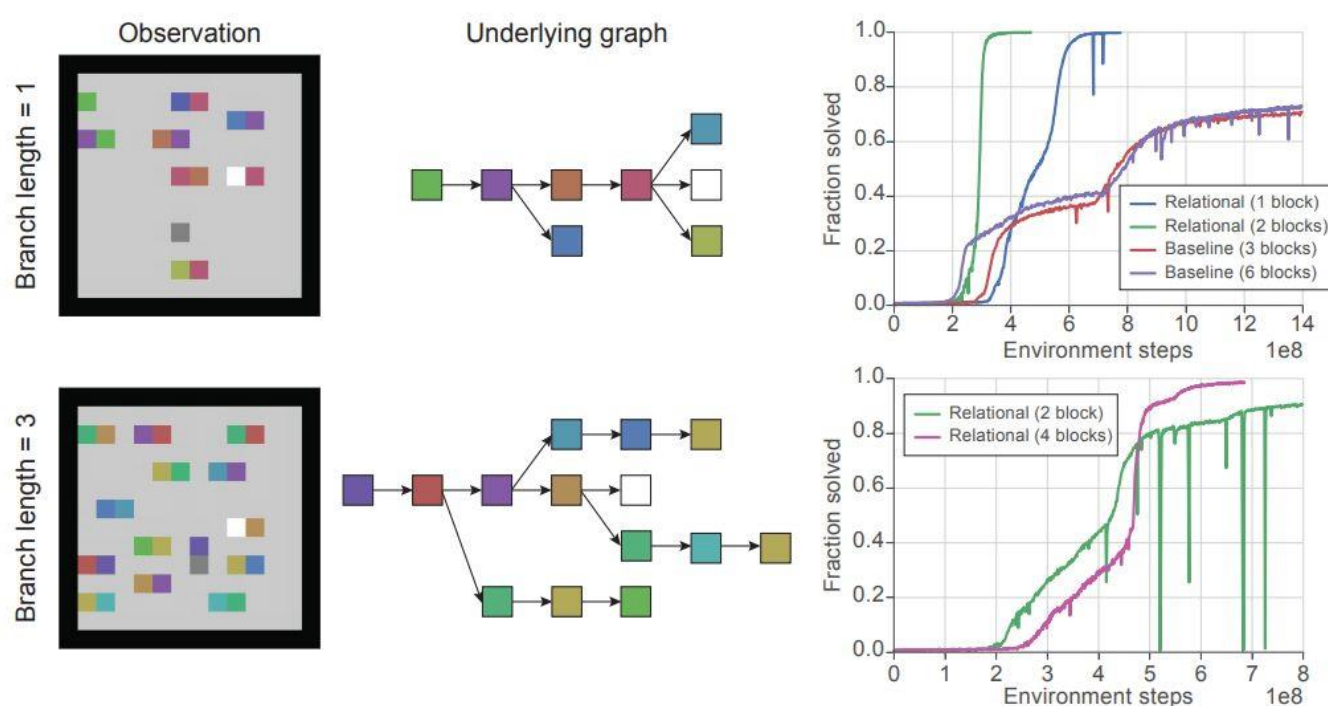 Observation
Underlying graph
Branch length = 1
Fraction solved
1.0
0.8
0.6
0.4
0.2
0.0
Relational (1 block)
Relational (2 blocks)
Baseline (3 blocks)
Baseline (6 blocks)
0 2 4 6 8 10 12 14
Environment steps 1e8
Branch length = 3
Fraction solved
1.0
0.8
0.6
0.4
0.2
0.0
Relational (2 block)
Relational (4 blocks)
0 1 2 3 4 5 6 7 8
Environment steps 1e8